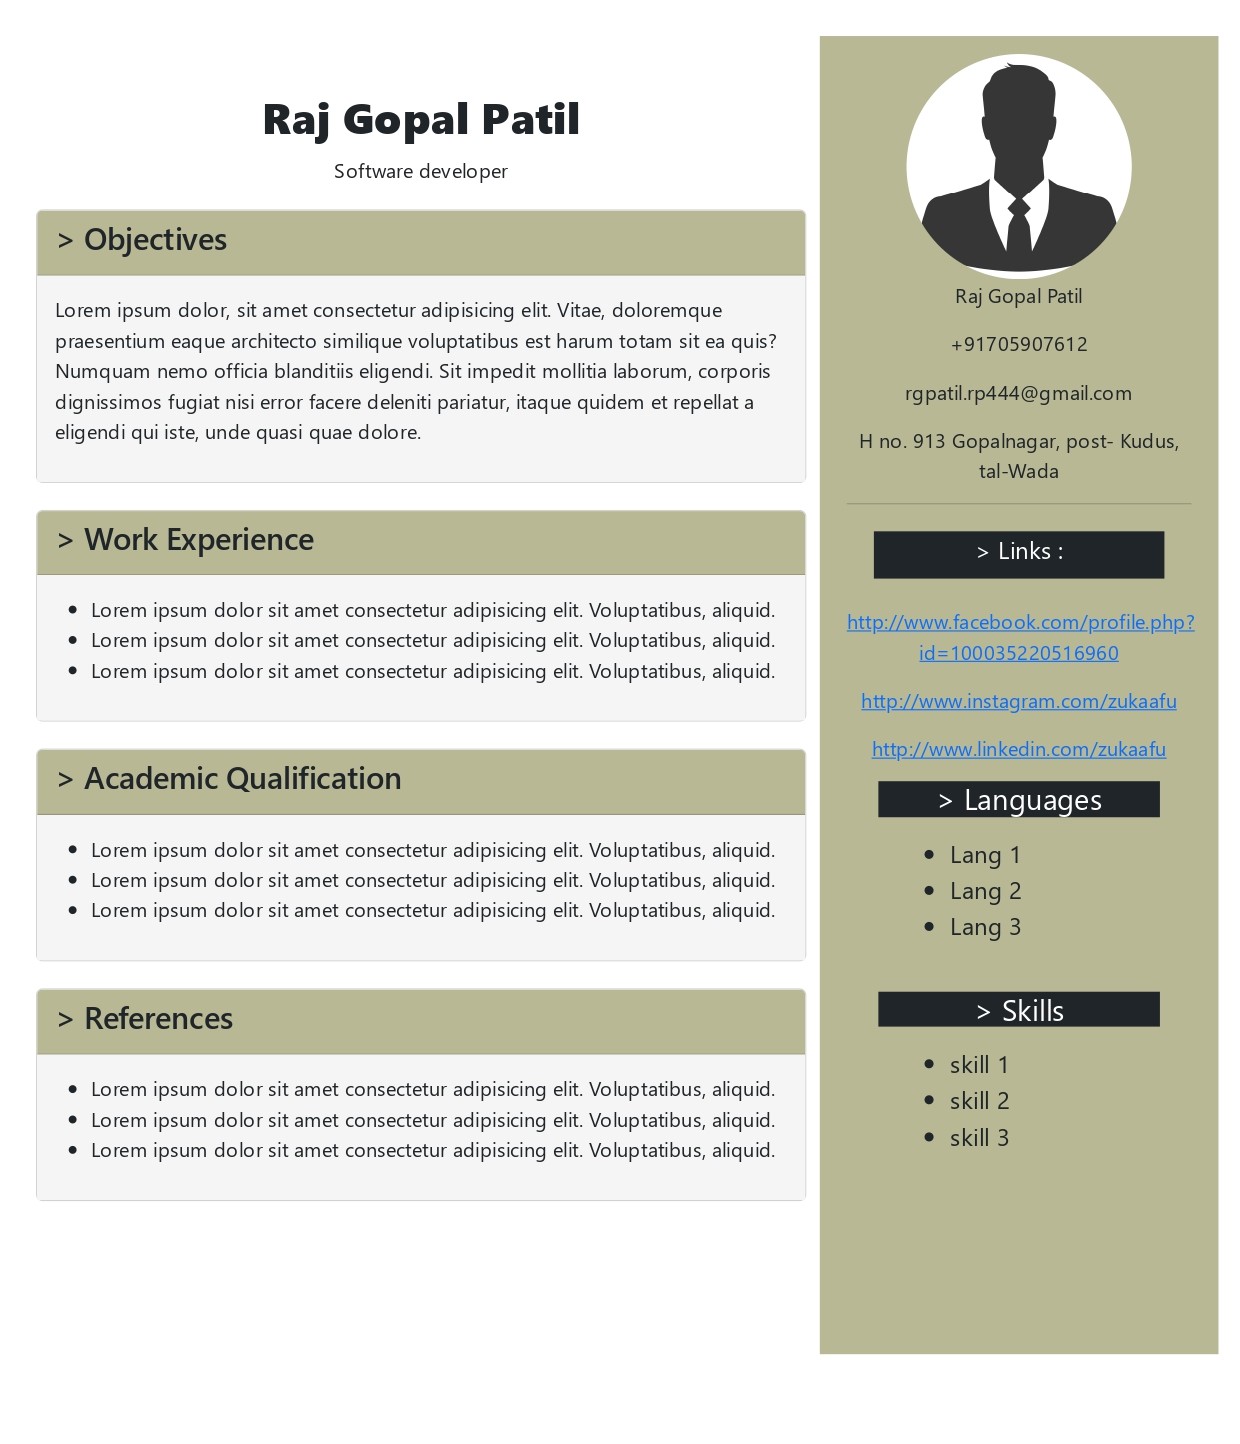 Raj Gopal Patil
Software developer
> Objectives
Lorem ipsum dolor, sit amet consectetur adipisicing elit. Vitae, doloremque
praesentium eaque architecto similique voluptatibus est harum totam sit ea quis?
Numquam nemo officia blanditiis eligendi. Sit impedit mollitia laborum, corporis
dignissimos fugiat nisi error facere deleniti pariatur, itaque quidem et repellat a
eligendi qui iste, unde quasi quae dolore.
> Work Experience
• Lorem ipsum dolor sit amet consectetur adipisicing elit. Voluptatibus, aliquid.
• Lorem ipsum dolor sit amet consectetur adipisicing elit. Voluptatibus, aliquid.
• Lorem ipsum dolor sit amet consectetur adipisicing elit. Voluptatibus, aliquid.
> Academic Qualification
• Lorem ipsum dolor sit amet consectetur adipisicing elit. Voluptatibus, aliquid.
• Lorem ipsum dolor sit amet consectetur adipisicing elit. Voluptatibus, aliquid.
• Lorem ipsum dolor sit amet consectetur adipisicing elit. Voluptatibus, aliquid.
> References
• Lorem ipsum dolor sit amet consectetur adipisicing elit. Voluptatibus, aliquid.
• Lorem ipsum dolor sit amet consectetur adipisicing elit. Voluptatibus, aliquid.
• Lorem ipsum dolor sit amet consectetur adipisicing elit. Voluptatibus, aliquid.
Raj Gopal Patil
+91705907612
rgpatil.rp444@gmail.com
H no. 913 Gopalnagar, post- Kudus,
tal-Wada
> Links :
http://www.facebook.com/profile.php?
id=100035220516960
http://www.instagram.com/zukaafu
http://www.linkedin.com/zukaafu
> Languages
• Lang 1
• Lang 2
• Lang 3
> Skills
• skill 1
• skill 2
• skill 3